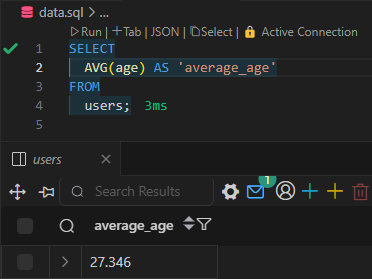 data.sql > ...
Run | +Tab | JSON | Select | Active Connection
1 SELECT
2 AVG(age) AS 'average_age'
3 FROM
4 users; 3ms
5
users
Search Results
1
average_age
27.346